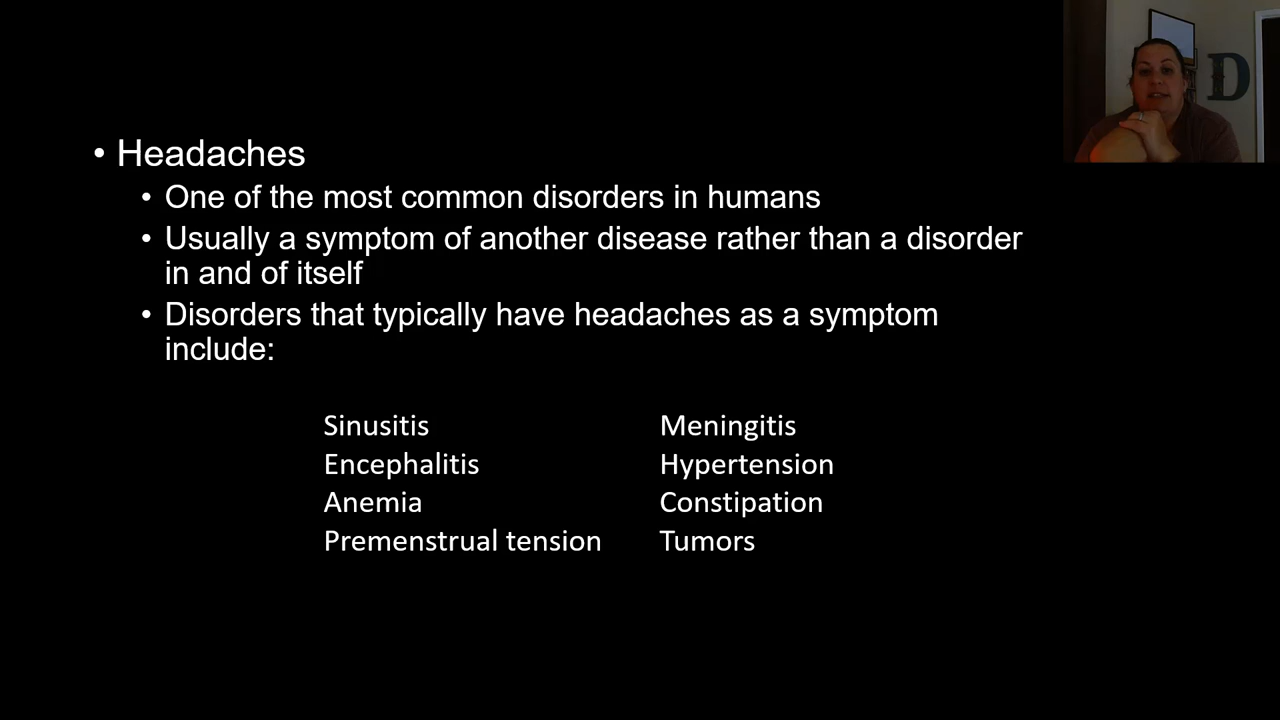 • Headaches
• One of the most common disorders in humans
• Usually a symptom of another disease rather than a disorder
in and of itself
• Disorders that typically have headaches as a symptom
include:
Sinusitis Meningitis
Encephalitis Hypertension
Anemia Constipation
Premenstrual tension Tumors
D